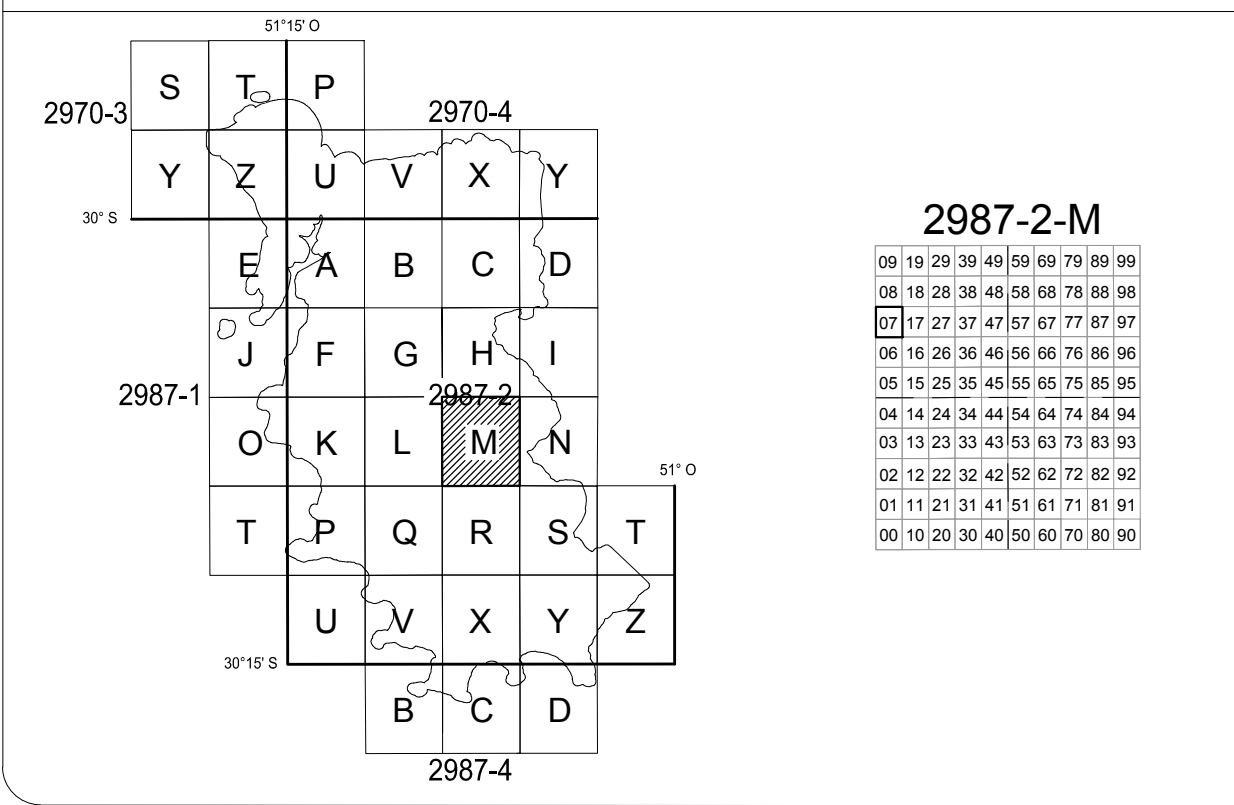 51°15' O
S T P
2970-3 2970-4
Y Z U V X Y
30° S
E A B C D
J F G H I
2987-1 2987-2
O K L M N
51° O
T P Q R S T
U V X Y Z
30°15' S
B C D
2987-4
2987-2-M
09 19 29 39 49 59 69 79 89 99
08 18 28 38 48 58 68 78 88 98
07 17 27 37 47 57 67 77 87 97
06 16 26 36 46 56 66 76 86 96
05 15 25 35 45 55 65 75 85 95
04 14 24 34 44 54 64 74 84 94
03 13 23 33 43 53 63 73 83 93
02 12 22 32 42 52 62 72 82 92
01 11 21 31 41 51 61 71 81 91
00 10 20 30 40 50 60 70 80 90